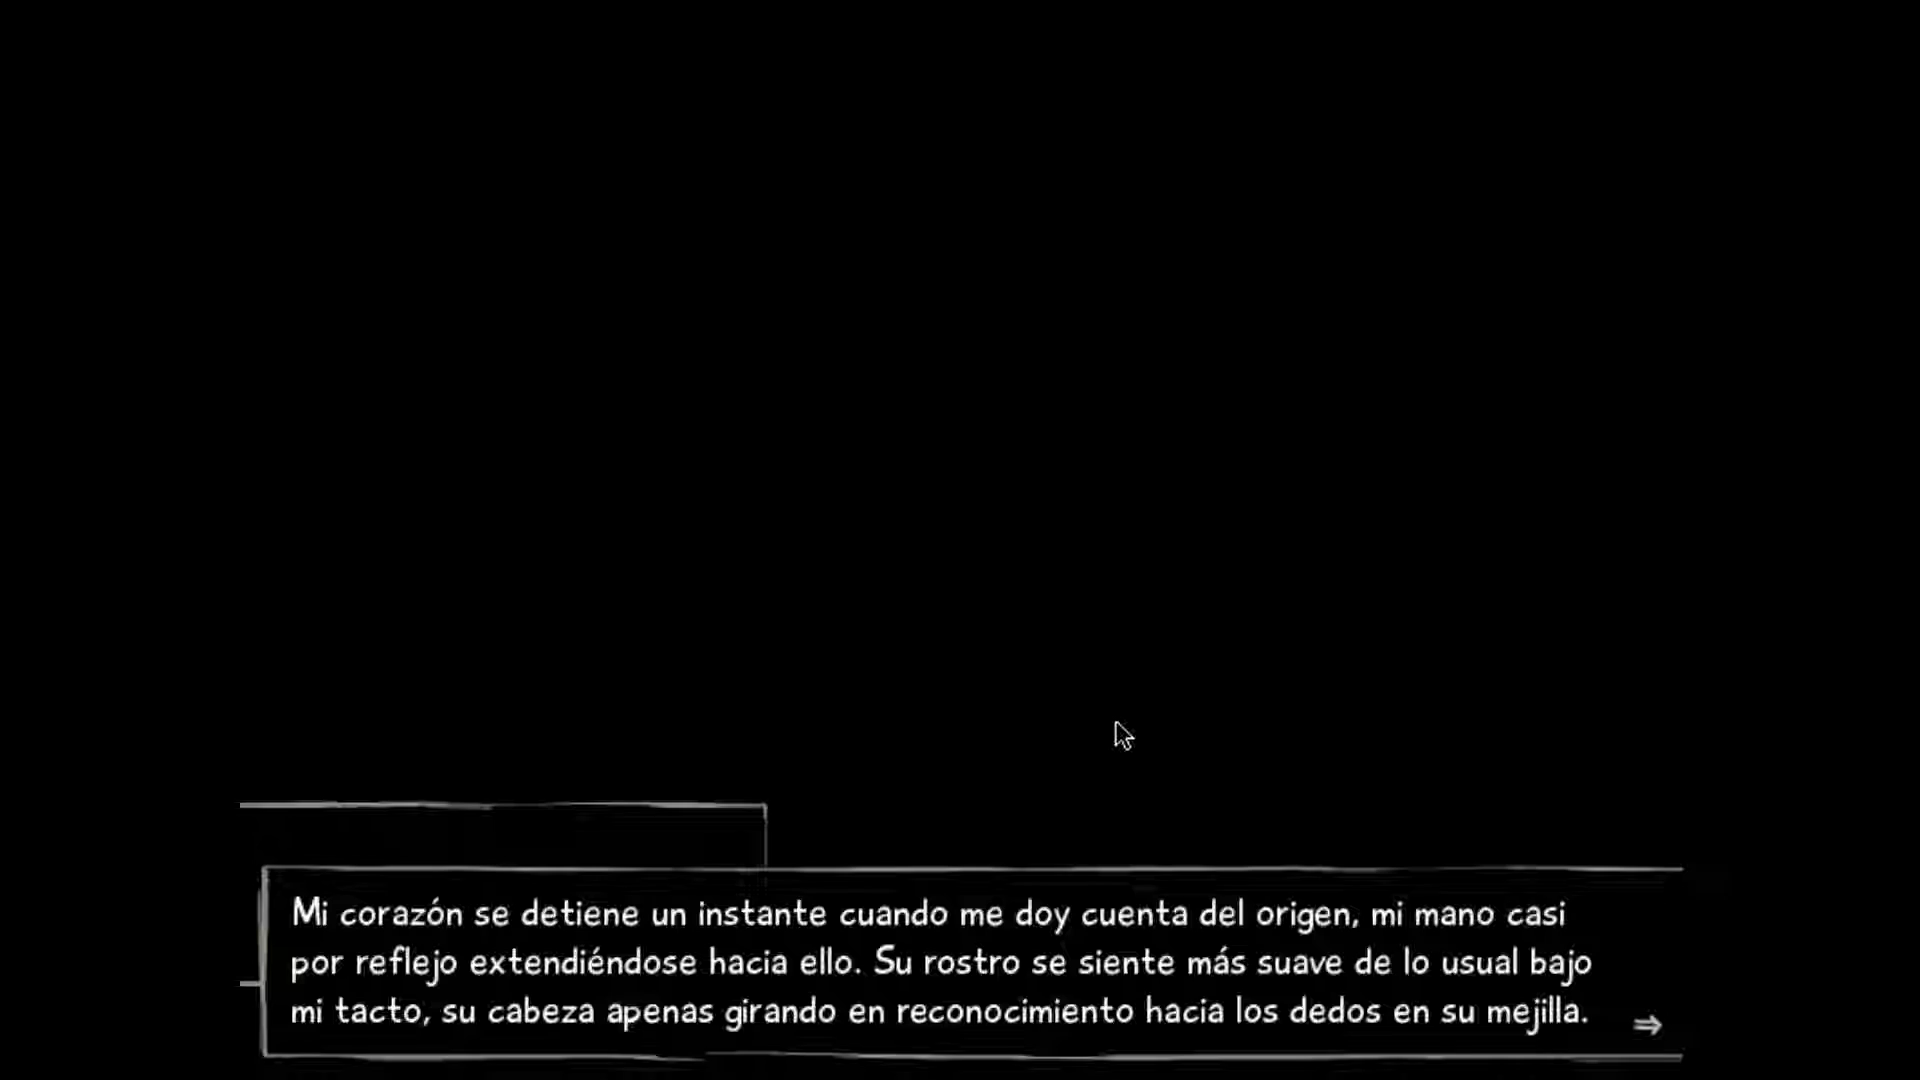 Mi corazón se detiene un instante cuando me doy cuenta del origen, mi mano casi
por reflejo extendiéndose hacia ello. Su rostro se siente más suave de lo usual bajo
mi tacto, su cabeza apenas girando en reconocimiento hacia los dedos en su mejilla.